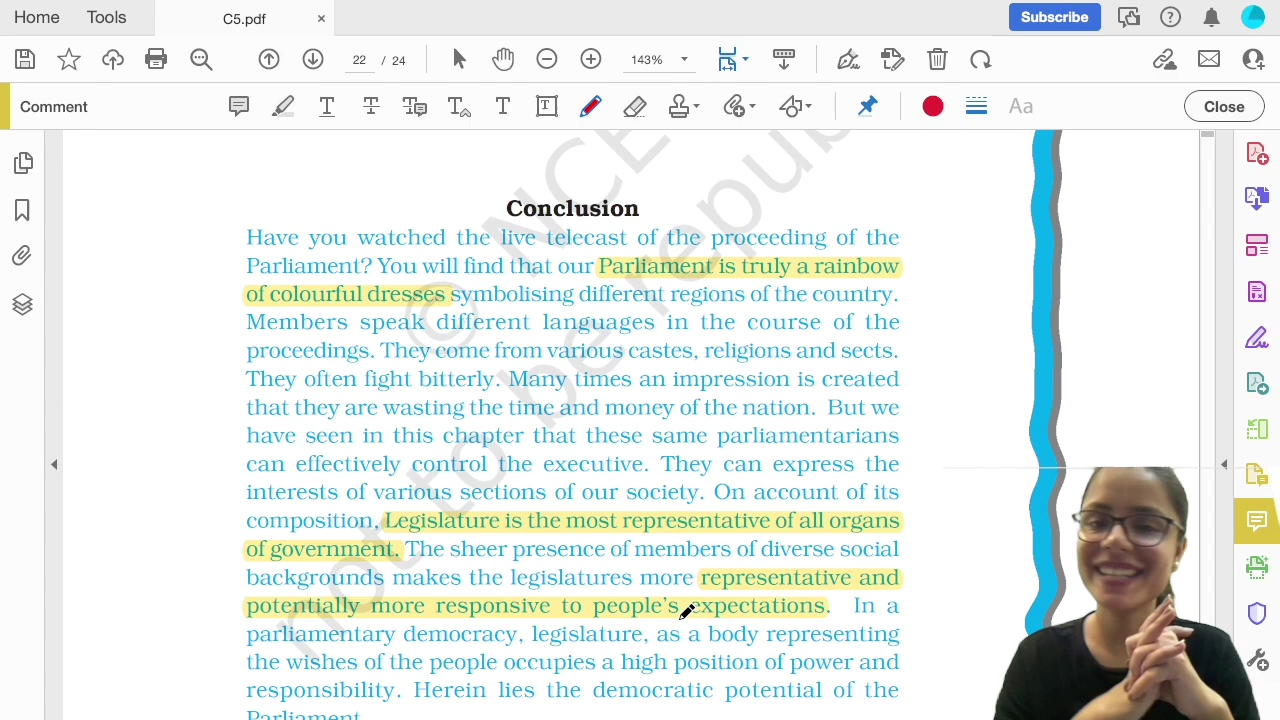 Home Tools C5.pdf × Subscribe
22 / 24 143%
Comment Aa Close
Conclusion
Have you watched the live telecast of the proceeding of the
Parliament? You will find that our Parliament is truly a rainbow
of colourful dresses symbolising different regions of the country.
Members speak different languages in the course of the
proceedings. They come from various castes, religions and sects.
They often fight bitterly. Many times an impression is created
that they are wasting the time and money of the nation. But we
have seen in this chapter that these same parliamentarians
can effectively control the executive. They can express the
interests of various sections of our society. On account of its
composition, Legislature is the most representative of all organs
of government. The sheer presence of members of diverse social
backgrounds makes the legislatures more representative and
potentially more responsive to people's expectations. In a
parliamentary democracy, legislature, as a body representing
the wishes of the people occupies a high position of power and
responsibility. Herein lies the democratic potential of the
Parliament.
© NCE
not to be republ